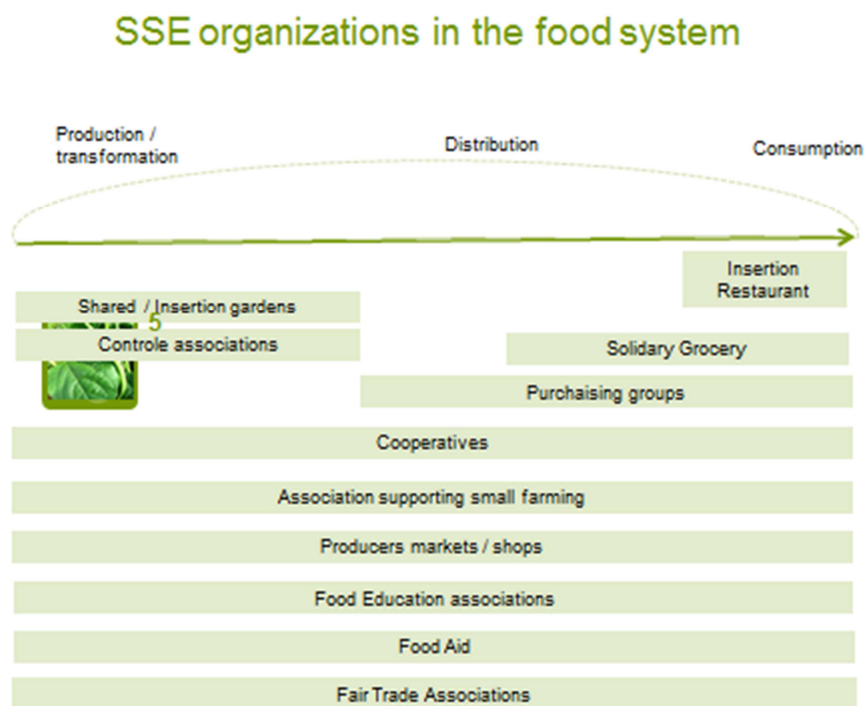 SSE organizations in the food system
Production /
transformation
Distribution
Consumption
Insertion
Restaurant
Shared / Insertion gardens
5
Controle associations
Solidary Grocery
Purchaising groups
Cooperatives
Association supporting small farming
Producers markets / shops
Food Education associations
Food Aid
Fair Trade Associations